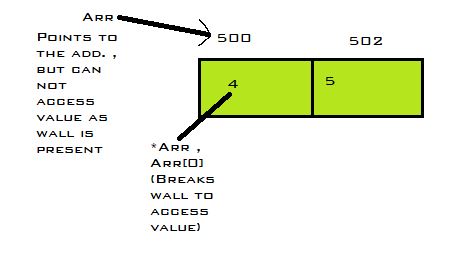 Arr
500
502
Points to
the add. ,
but can
not
access
value as
wall is
present
4
5
*Arr ,
Arr[0]
(Breaks
wall to
access
value)